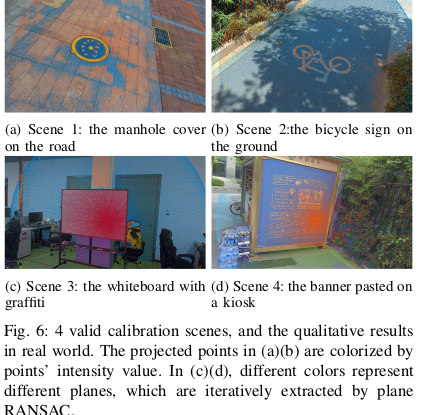 (a) Scene 1: the manhole cover on the road
(b) Scene 2:the bicycle sign on the ground
(c) Scene 3: the whiteboard with graffiti
(d) Scene 4: the banner pasted on a kiosk
Fig. 6: 4 valid calibration scenes, and the qualitative results
in real world. The projected points in (a)(b) are colorized by
points' intensity value. In (c)(d), different colors represent
different planes, which are iteratively extracted by plane
RANSAC.